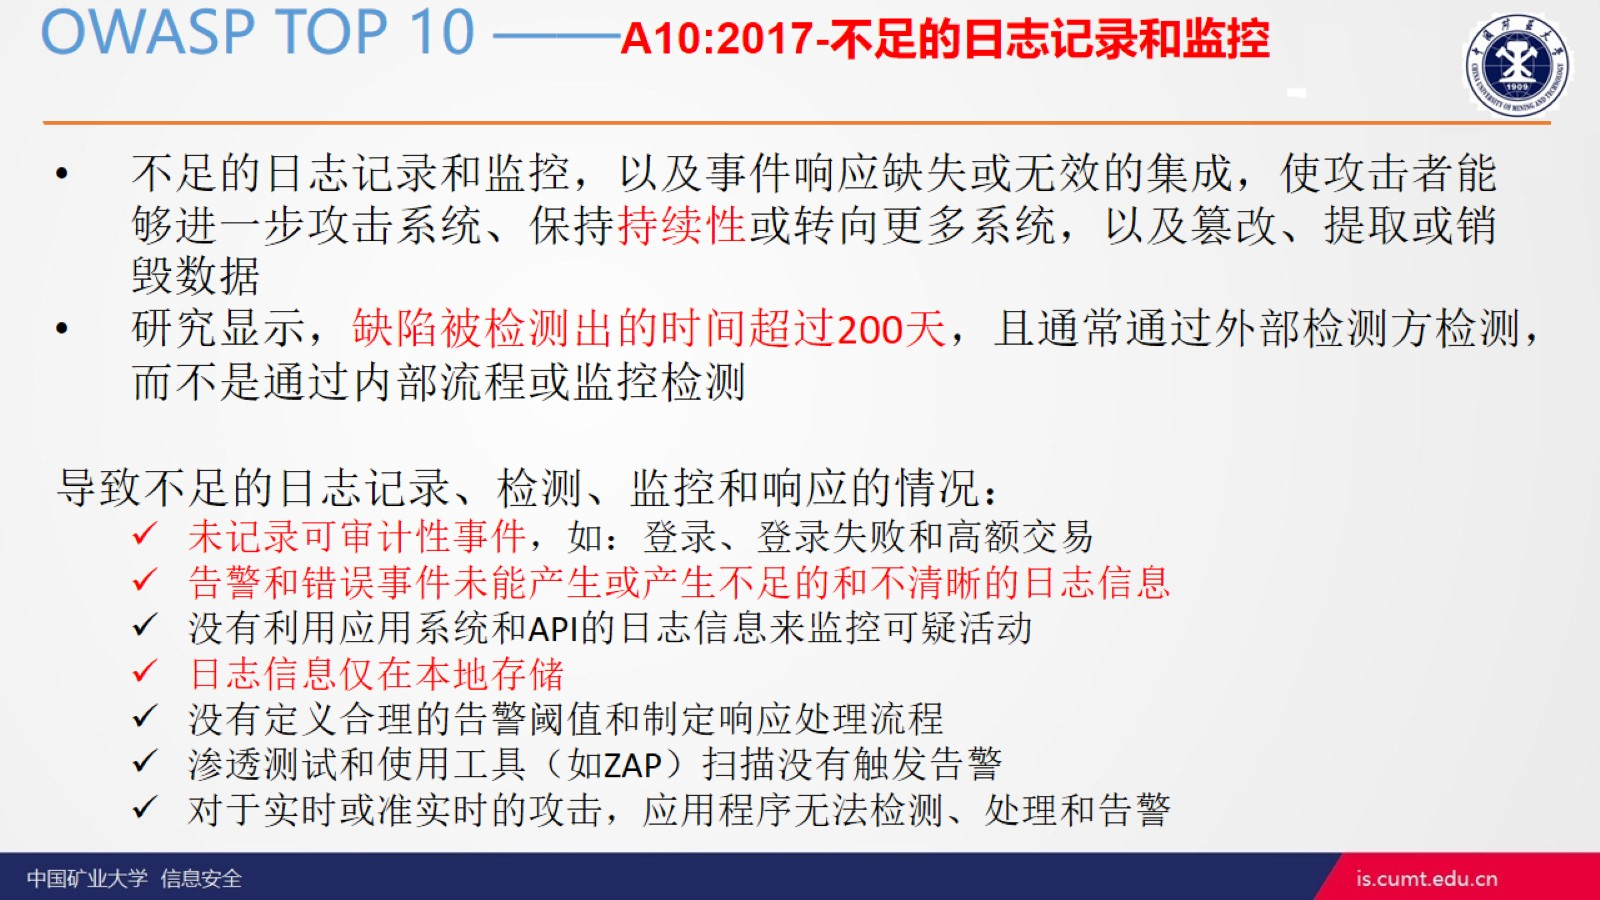 OWASP TOP 10 ——A10:2017-不足的日志记录和监控
中国矿业大学
CHINA UNIVERSITY OF MINING AND TECHNOLOGY
1909
• 不足的日志记录和监控，以及事件响应缺失或无效的集成，使攻击者能
够进一步攻击系统、保持持续性或转向更多系统，以及篡改、提取或销
毁数据
• 研究显示，缺陷被检测出的时间超过200天，且通常通过外部检测方检测，
而不是通过内部流程或监控检测
导致不足的日志记录、检测、监控和响应的情况：
✓ 未记录可审计性事件，如：登录、登录失败和高额交易
✓ 告警和错误事件未能产生或产生不足的和不清晰的日志信息
✓ 没有利用应用系统和API的日志信息来监控可疑活动
✓ 日志信息仅在本地存储
✓ 没有定义合理的告警阈值和制定响应处理流程
✓ 渗透测试和使用工具（如ZAP）扫描没有触发告警
✓ 对于实时或准实时的攻击，应用程序无法检测、处理和告警
中国矿业大学 信息安全
is.cumt.edu.cn